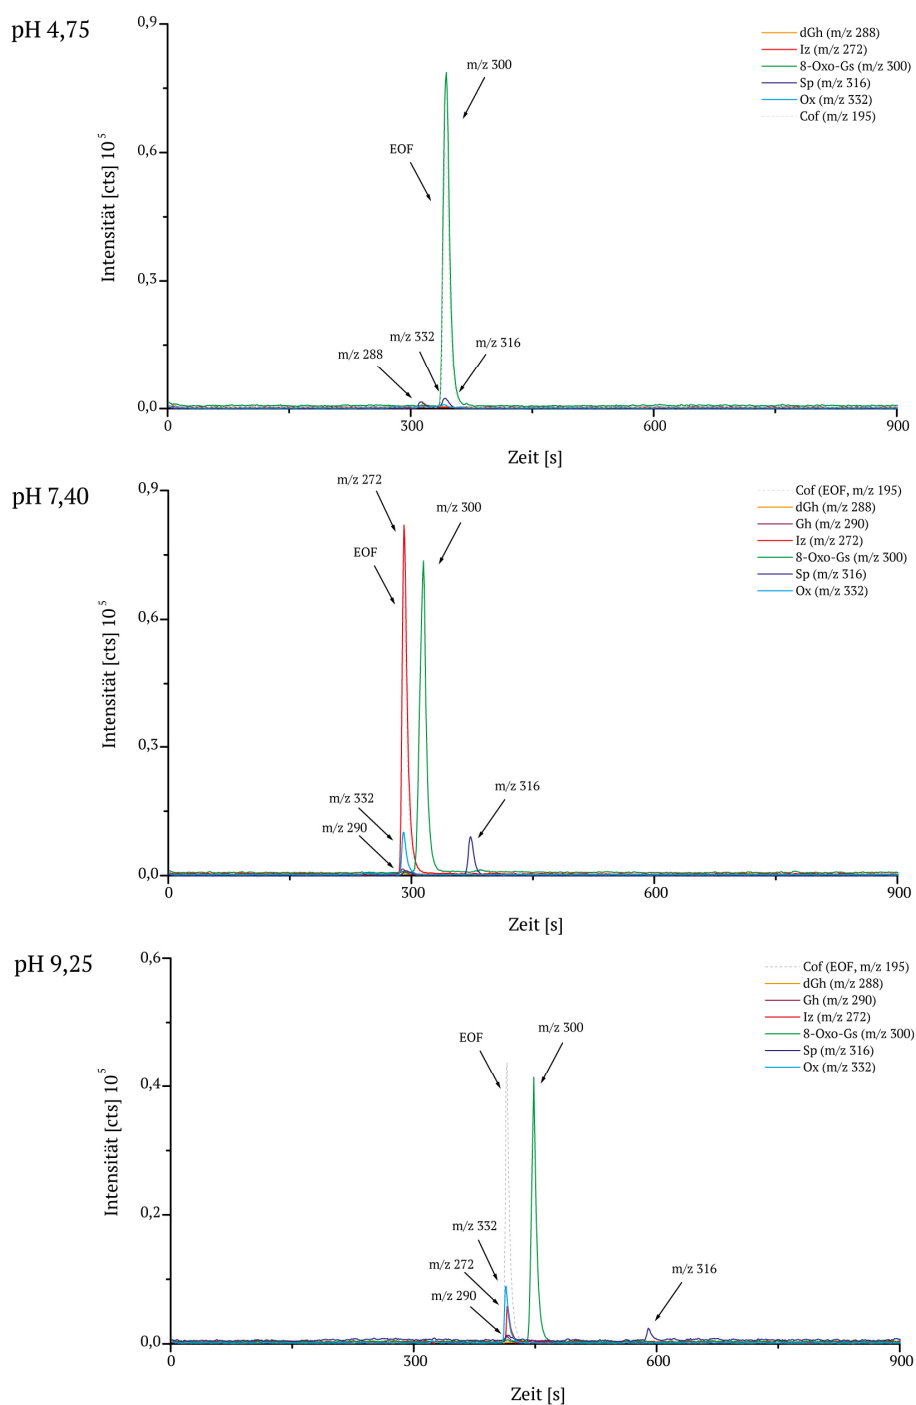 pH 4,75
0,9
0,6
0,3
0,0
Intensität [cts] 10⁵
dGh (m/z 288)
Iz (m/z 272)
8-Oxo-Gs (m/z 300)
Sp (m/z 316)
Ox (m/z 332)
Cof (m/z 195)
m/z 300
EOF
m/z 332
m/z 316
m/z 288
0
300
600
900
Zeit [s]
pH 7,40
0,9
0,6
0,3
0,0
Intensität [cts] 10⁵
Cof (EOF, m/z 195)
dGh (m/z 288)
Gh (m/z 290)
Iz (m/z 272)
8-Oxo-Gs (m/z 300)
Sp (m/z 316)
Ox (m/z 332)
m/z 272
m/z 300
EOF
m/z 316
m/z 332
m/z 290
0
300
600
900
Zeit [s]
pH 9,25
0,6
0,4
0,2
0,0
Intensität [cts] 10⁵
Cof (EOF, m/z 195)
dGh (m/z 288)
Gh (m/z 290)
Iz (m/z 272)
8-Oxo-Gs (m/z 300)
Sp (m/z 316)
Ox (m/z 332)
m/z 300
EOF
m/z 332
m/z 272
m/z 316
m/z 290
0
300
600
900
Zeit [s]